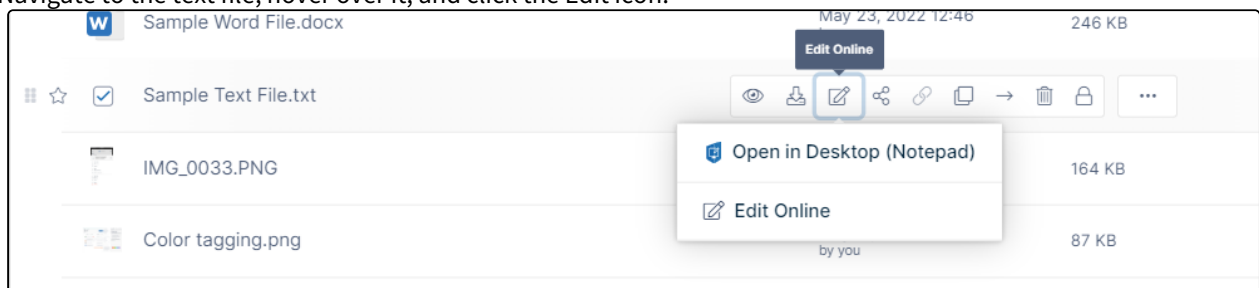 Navigate to the text file, hover over it, and click the Edit icon.
W Sample Word File.docx May 23, 2022 12:46 246 KB
Edit Online
Sample Text File.txt
Open in Desktop (Notepad)
IMG_0033.PNG 164 KB
Edit Online
Color tagging.png 87 KB
by you